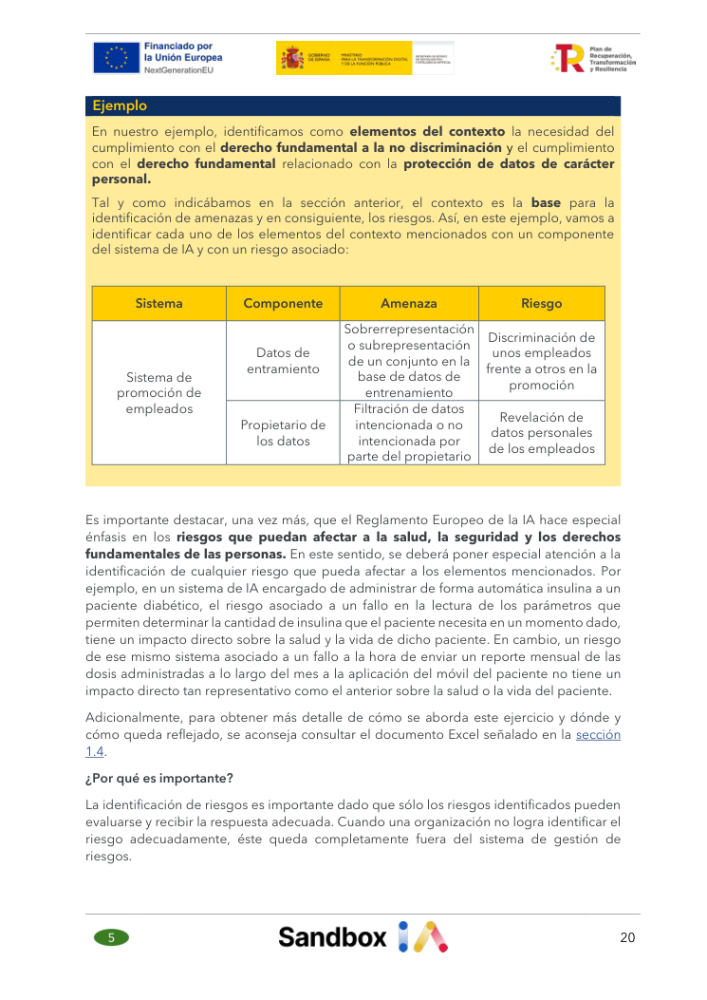 Financiado por
la Unión Europea
NextGenerationEU
GOBIERNO
DE ESPAÑA
MINISTERIO
PARA LA TRANSFORMACIÓN DIGITAL
Y DE LA FUNCIÓN PÚBLICA
SECRETARÍA DE ESTADO
DE DIGITALIZACIÓN
E INTELIGENCIA ARTIFICIAL
Plan de
Recuperación,
Transformación
y Resiliencia
Ejemplo
En nuestro ejemplo, identificamos como elementos del contexto la necesidad del
cumplimiento con el derecho fundamental a la no discriminación y el cumplimiento
con el derecho fundamental relacionado con la protección de datos de carácter
personal.
Tal y como indicábamos en la sección anterior, el contexto es la base para la
identificación de amenazas y en consiguiente, los riesgos. Así, en este ejemplo, vamos a
identificar cada uno de los elementos del contexto mencionados con un componente
del sistema de IA y con un riesgo asociado:
Sistema Componente Amenaza Riesgo
Sistema de
promoción de
empleados
Datos de
entramiento
Sobrerrepresentación
o subrepresentación
de un conjunto en la
base de datos de
entrenamiento
Discriminación de
unos empleados
frente a otros en la
promoción
Propietario de
los datos
Filtración de datos
intencionada o no
intencionada por
parte del propietario
Revelación de
datos personales
de los empleados
Es importante destacar, una vez más, que el Reglamento Europeo de la IA hace especial
énfasis en los riesgos que puedan afectar a la salud, la seguridad y los derechos
fundamentales de las personas. En este sentido, se deberá poner especial atención a la
identificación de cualquier riesgo que pueda afectar a los elementos mencionados. Por
ejemplo, en un sistema de IA encargado de administrar de forma automática insulina a un
paciente diabético, el riesgo asociado a un fallo en la lectura de los parámetros que
permiten determinar la cantidad de insulina que el paciente necesita en un momento dado,
tiene un impacto directo sobre la salud y la vida de dicho paciente. En cambio, un riesgo
de ese mismo sistema asociado a un fallo a la hora de enviar un reporte mensual de las
dosis administradas a lo largo del mes a la aplicación del móvil del paciente no tiene un
impacto directo tan representativo como el anterior sobre la salud o la vida del paciente.
Adicionalmente, para obtener más detalle de cómo se aborda este ejercicio y dónde y
cómo queda reflejado, se aconseja consultar el documento Excel señalado en la sección
1.4.
¿Por qué es importante?
La identificación de riesgos es importante dado que sólo los riesgos identificados pueden
evaluarse y recibir la respuesta adecuada. Cuando una organización no logra identificar el
riesgo adecuadamente, éste queda completamente fuera del sistema de gestión de
riesgos.
5
Sandbox IA
20